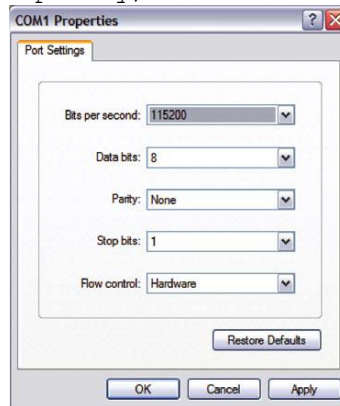 COM1 Properties
Port Settings
Bits per second: 115200
Data bits: 8
Parity: None
Stop bits: 1
Flow control: Hardware
Restore Defaults
OK Cancel Apply